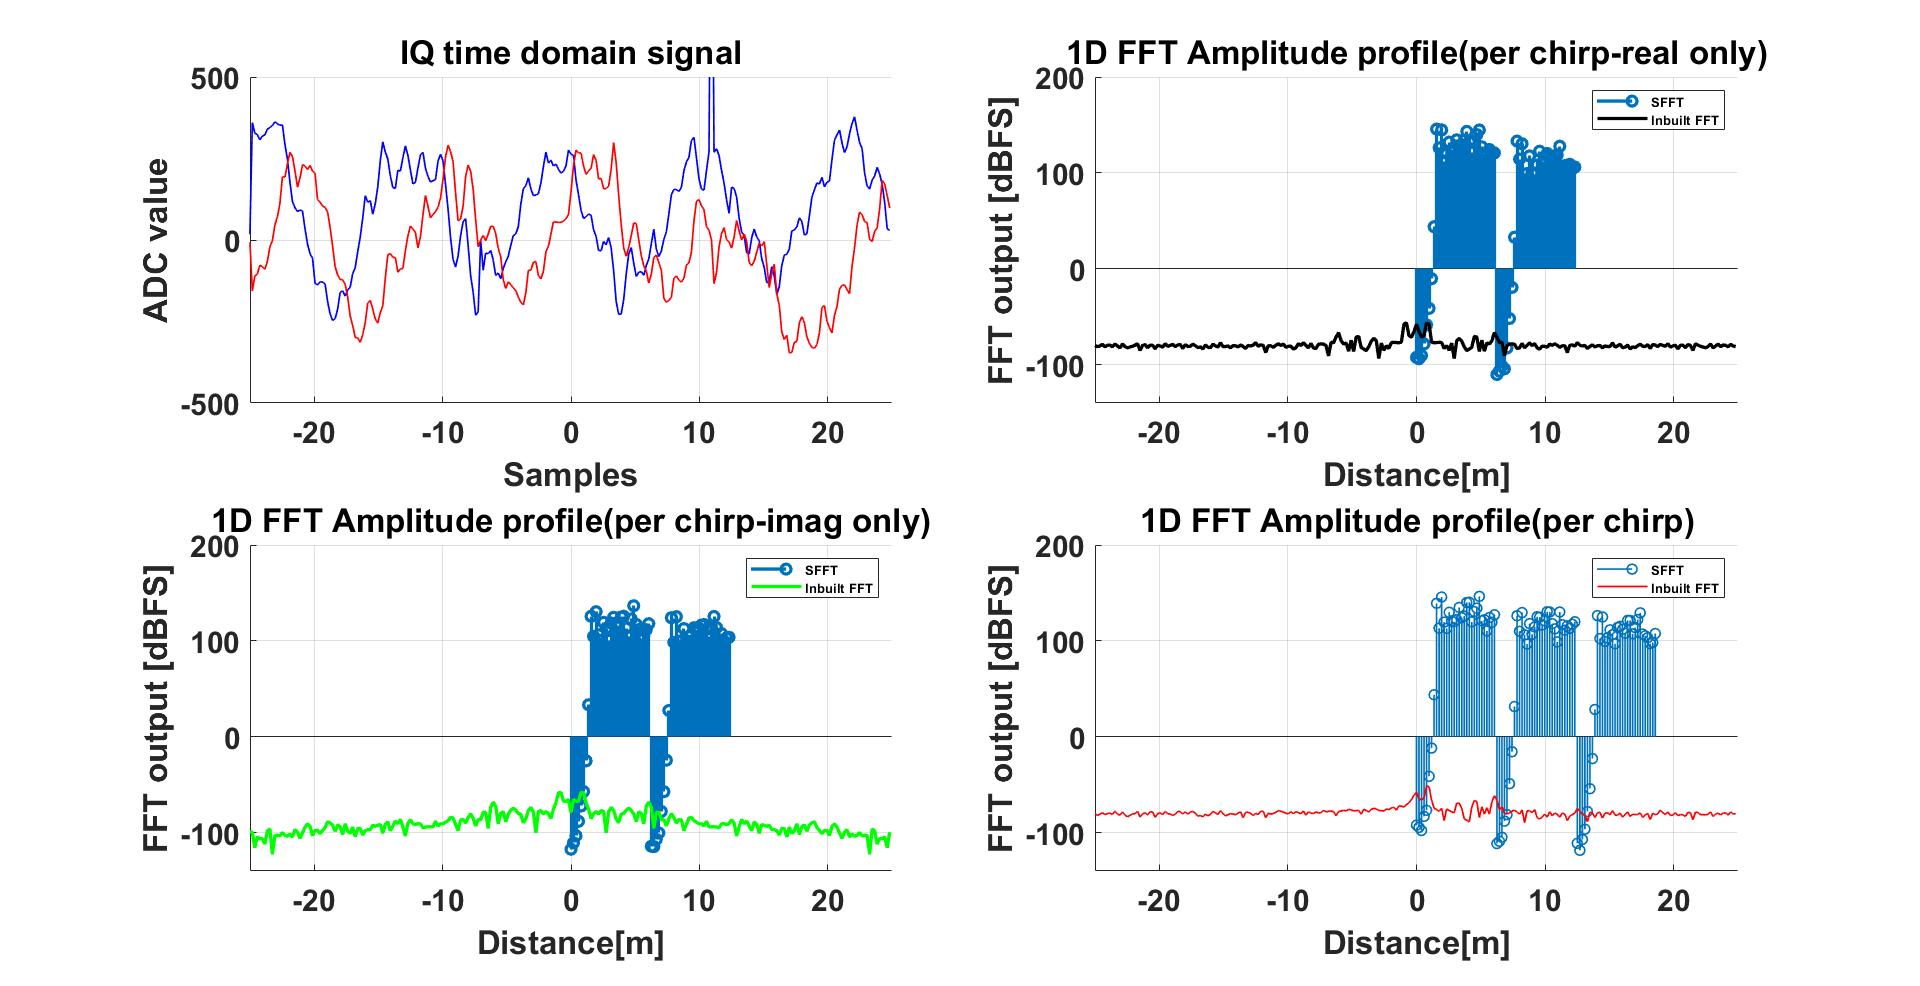 IQ time domain signal
500
0
-500
ADC value
-20 -10 0 10 20
Samples
1D FFT Amplitude profile(per chirp-real only)
200
100
0
-100
FFT output [dBFS]
SFFT
Inbuilt FFT
-20 -10 0 10 20
Distance[m]
1D FFT Amplitude profile(per chirp-imag only)
200
100
0
-100
FFT output [dBFS]
SFFT
Inbuilt FFT
-20 -10 0 10 20
Distance[m]
1D FFT Amplitude profile(per chirp)
200
100
0
-100
FFT output [dBFS]
SFFT
Inbuilt FFT
-20 -10 0 10 20
Distance[m]